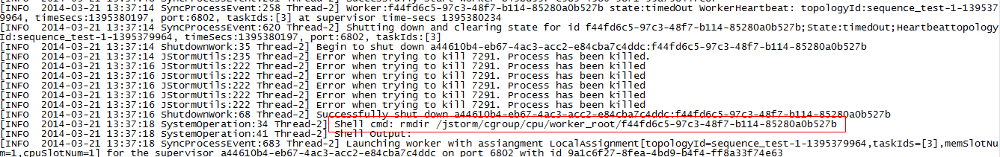 [INFO  2014-03-21 13:37:14 SyncProcessEvent:258 Thread-2] Worker:f44fd6c5-97c3-48f7-b114-85280a0b527b state:timedOut WorkerHeartbeat: topologyId:sequence_test-1-139537
9964, timeSecs:1395380197, port:6802, taskIds:[3] at supervisor time-secs 1395380234
[INFO  2014-03-21 13:37:14 SyncProcessEvent:620 Thread-2] Shutting down and clearing state for id f44fd6c5-97c3-48f7-b114-85280a0b527b;State:timedOut;Heartbeattopology
Id:sequence_test-1-1395379964, timeSecs:1395380197, port:6802, taskIds:[3]
[INFO  2014-03-21 13:37:14 ShutdownWork:35 Thread-2] Begin to shut down a44610b4-eb67-4ac3-acc2-e84cba7c4ddc:f44fd6c5-97c3-48f7-b114-85280a0b527b
[INFO  2014-03-21 13:37:14 JStormUtils:235 Thread-2] Error when trying to kill 7291. Process has been killed.
[INFO  2014-03-21 13:37:16 JStormUtils:222 Thread-2] Error when trying to kill 7291. Process has been killed
[INFO  2014-03-21 13:37:16 JStormUtils:222 Thread-2] Error when trying to kill 7291. Process has been killed
[INFO  2014-03-21 13:37:16 JStormUtils:222 Thread-2] Error when trying to kill 7291. Process has been killed
[INFO  2014-03-21 13:37:16 JStormUtils:222 Thread-2] Error when trying to kill 7291. Process has been killed
[INFO  2014-03-21 13:37:16 JStormUtils:222 Thread-2] Error when trying to kill 7291. Process has been killed
[INFO  2014-03-21 13:37:16 ShutdownWork:68 Thread-2] Successfully shut down a44610b4-eb67-4ac3-acc2-e84cba7c4ddc:f44fd6c5-97c3-48f7-b114-85280a0b527b
[INFO  2014-03-21 13:37:18 SystemOperation:34 Thread-2] Shell cmd: rmdir /jstorm/cgroup/cpu/worker_root/f44fd6c5-97c3-48f7-b114-85280a0b527b
[INFO  2014-03-21 13:37:18 SystemOperation:41 Thread-2] Shell Output:
[INFO  2014-03-21 13:37:18 SyncProcessEvent:683 Thread-2] Launching worker with assiangment LocalAssignment[topologyId=sequence_test-1-1395379964,taskIds=[3],memSlotNu
m=1,cpuSlotNum=1] for the supervisor a44610b4-eb67-4ac3-acc2-e84cba7c4ddc on port 6802 with id 9a1c6f27-8fea-4bd9-b4f4-ff8a33f74e63